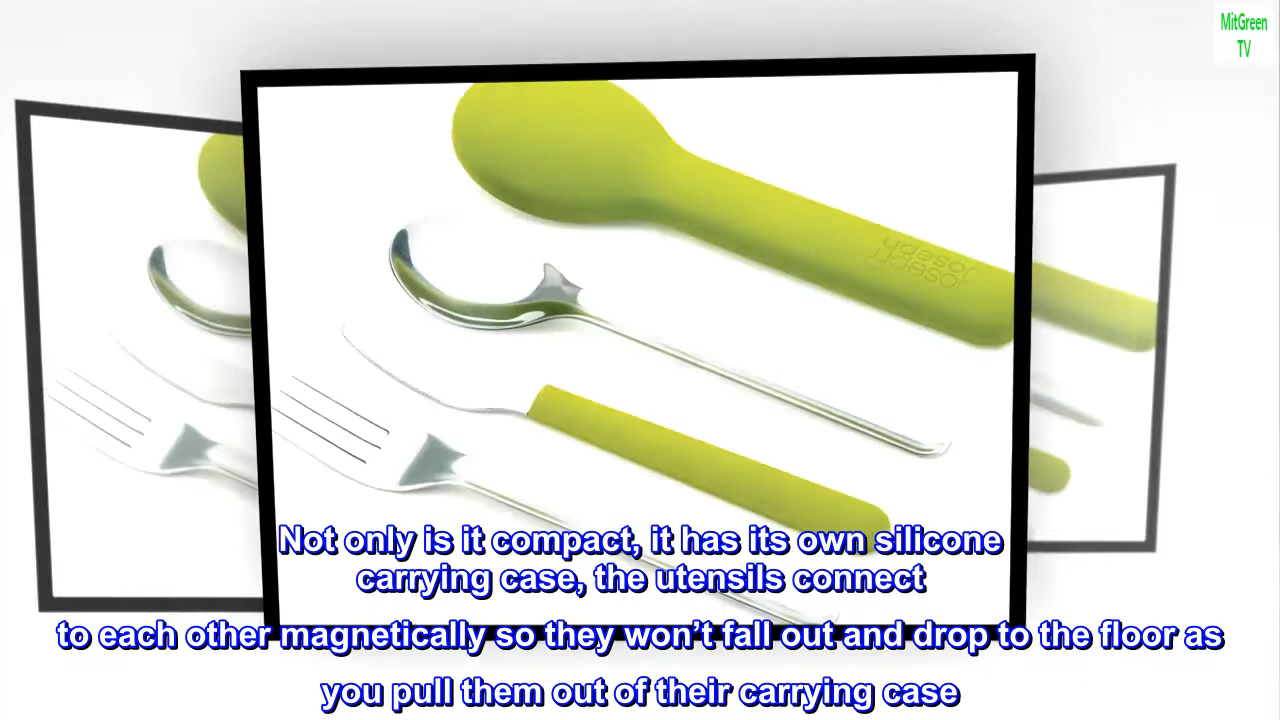 MitGreen
TV
joseph
joseph
Not only is it compact, it has its own silicone
carrying case, the utensils connect
to each other magnetically so they won’t fall out and drop to the floor as
you pull them out of their carrying case